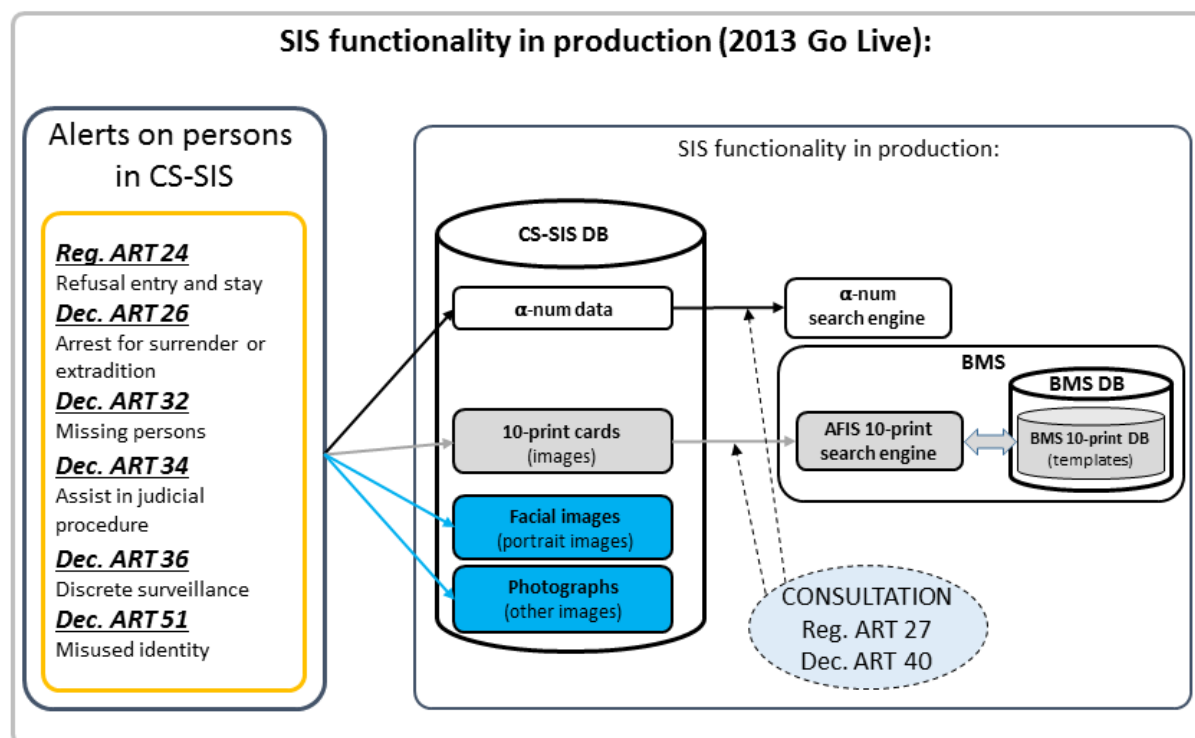 SIS functionality in production (2013 Go Live):
Alerts on persons
in CS-SIS
Reg. ART 24
Refusal entry and stay
Dec. ART 26
Arrest for surrender or
extradition
Dec. ART 32
Missing persons
Dec. ART 34
Assist in judicial
procedure
Dec. ART 36
Discrete surveillance
Dec. ART 51
Misused identity
SIS functionality in production:
CS-SIS DB
α-num data
10-print cards
(images)
Facial images
(portrait images)
Photographs
(other images)
α-num
search engine
BMS
AFIS 10-print
search engine
BMS DB
BMS 10-print DB
(templates)
CONSULTATION
Reg. ART 27
Dec. ART 40